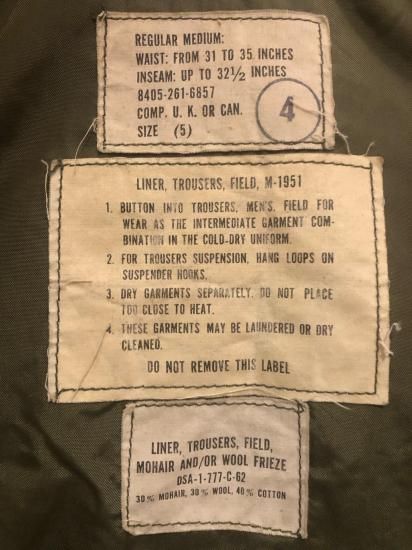 REGULAR MEDIUM:
WAIST: FROM 31 TO 35 INCHES
INSEAM: UP TO 32 1/2 INCHES
8405-261-6857
COMP. U. K. OR CAN.
SIZE (5)
4
LINER, TROUSERS, FIELD, M-1951
1. BUTTON INTO TROUSERS, MEN'S, FIELD FOR
WEAR AS THE INTERMEDIATE GARMENT COM-
BINATION IN THE COLD-DRY UNIFORM.
2. FOR TROUSERS SUSPENSION, HANG LOOPS ON
SUSPENDER HOOKS.
3. DRY GARMENTS SEPARATELY. DO NOT PLACE
TOO CLOSE TO HEAT.
4. THESE GARMENTS MAY BE LAUNDERED OR DRY
CLEANED.
DO NOT REMOVE THIS LABEL
LINER, TROUSERS, FIELD,
MOHAIR AND/OR WOOL FRIEZE
DSA-1-777-C-62
30% MOHAIR, 30% WOOL, 40% COTTON